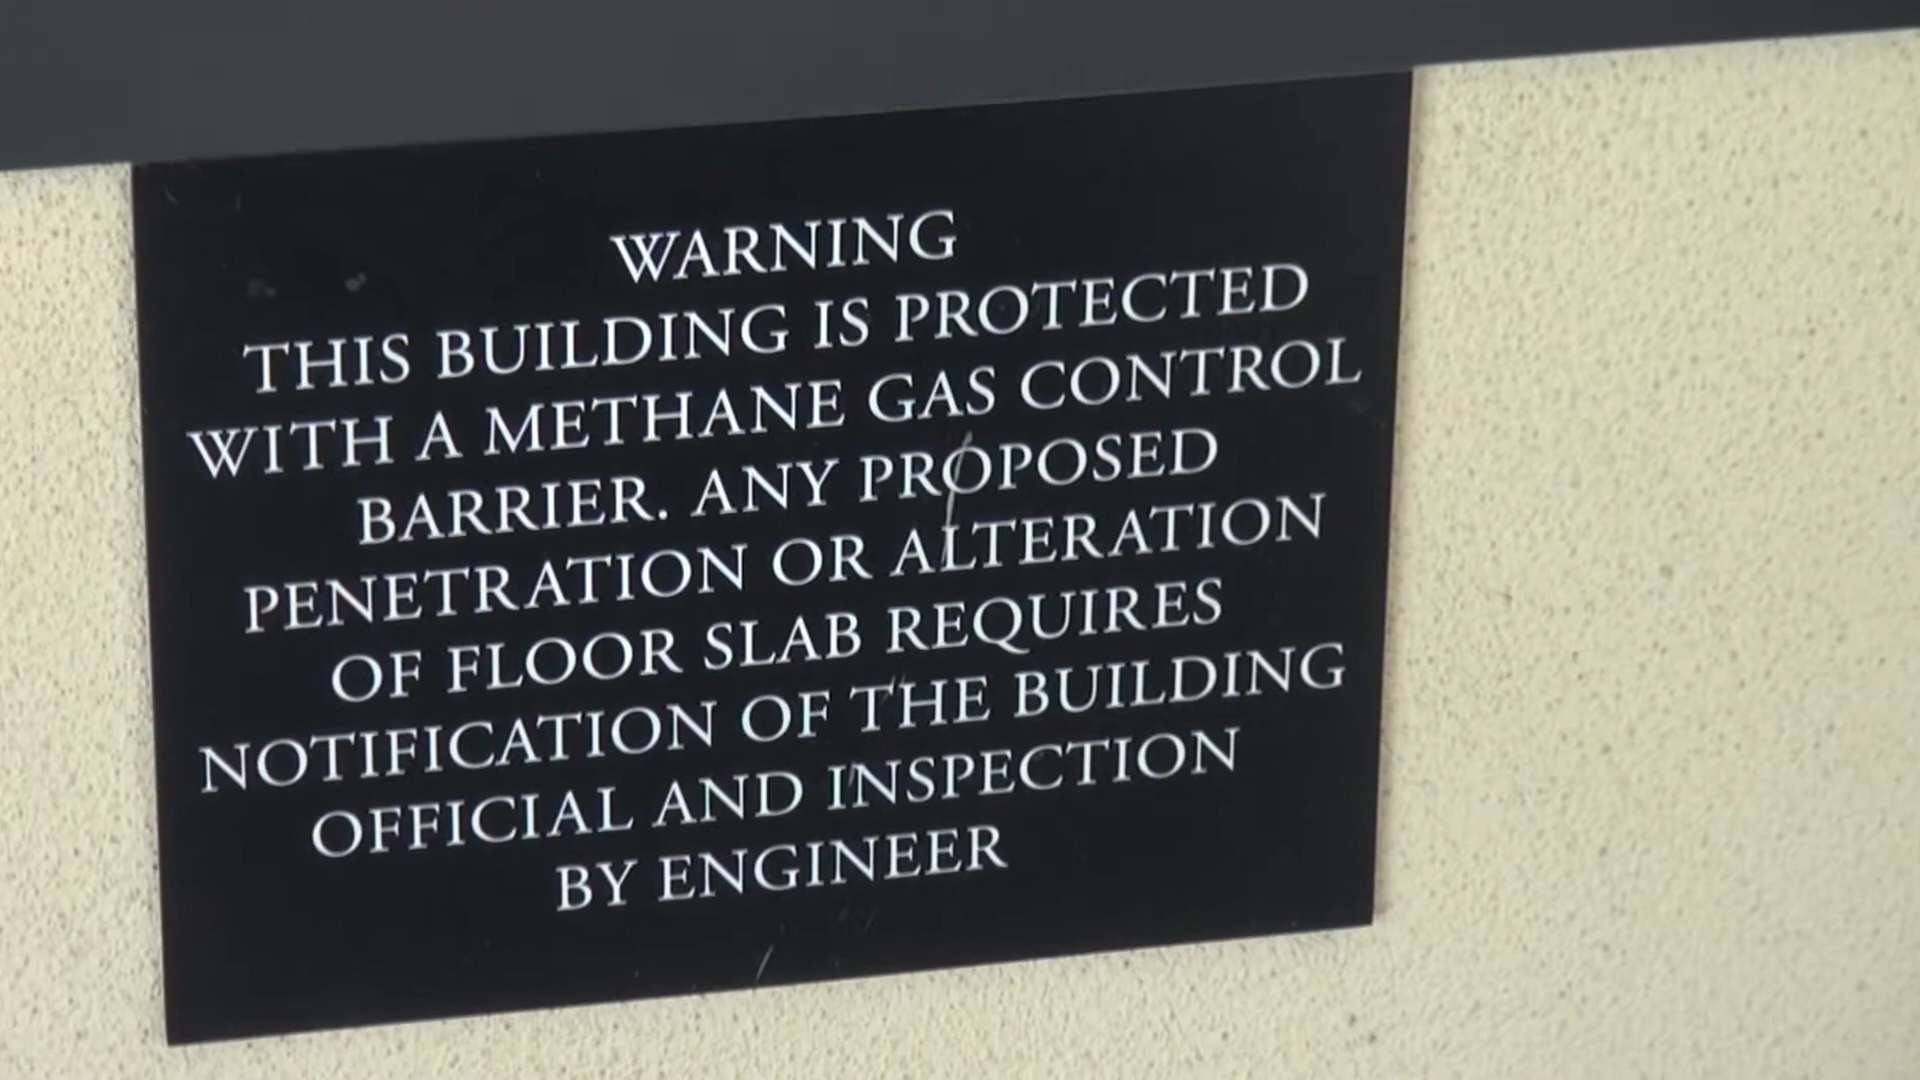 WARNING
THIS BUILDING IS PROTECTED
WITH A METHANE GAS CONTROL
BARRIER. ANY PROPOSED
PENETRATION OR ALTERATION
OF FLOOR SLAB REQUIRES
NOTIFICATION OF THE BUILDING
OFFICIAL AND INSPECTION
BY ENGINEER